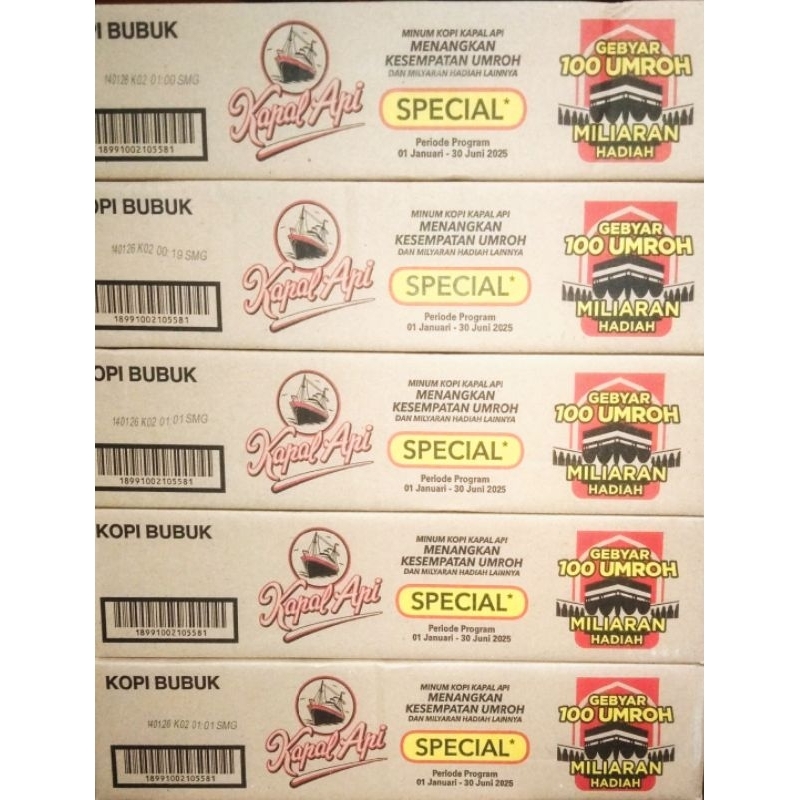 I BUBUK
140126 K02 01:00 SMG
18991002105581
Kapal Api
MINUM KOPI KAPAL API
MENANGKAN
KESEMPATAN UMROH
DAN MILYARAN HADIAH LAINNYA
SPECIAL*
Periode Program
01 Januari - 30 Juni 2025
GEBYAR
100 UMROH
MILIARAN
HADIAH
OPI BUBUK
140126 K02 00:19 SMG
18991002105581
Kapal Api
MINUM KOPI KAPAL API
MENANGKAN
KESEMPATAN UMROH
DAN MILYARAN HADIAH LAINNYA
SPECIAL*
Periode Program
01 Januari - 30 Juni 2025
GEBYAR
100 UMROH
MILIARAN
HADIAH
OPI BUBUK
140126 K02 01:01 SMG
18991002105581
Kapal Api
MINUM KOPI KAPAL API
MENANGKAN
KESEMPATAN UMROH
DAN MILYARAN HADIAH LAINNYA
SPECIAL*
Periode Program
01 Januari - 30 Juni 2025
GEBYAR
100 UMROH
MILIARAN
HADIAH
KOPI BUBUK
18991002105581
Kapal Api
MINUM KOPI KAPAL API
MENANGKAN
KESEMPATAN UMROH
DAN MILYARAN HADIAH LAINNYA
SPECIAL*
Periode Program
01 Januari - 30 Juni 2025
GEBYAR
100 UMROH
MILIARAN
HADIAH
KOPI BUBUK
140126 K02 01:01 SMG
18991002105581
Kapal Api
MINUM KOPI KAPAL API
MENANGKAN
KESEMPATAN UMROH
DAN MILYARAN HADIAH LAINNYA
SPECIAL*
Periode Program
01 Januari - 30 Juni 2025
GEBYAR
100 UMROH
MILIARAN
HADIAH